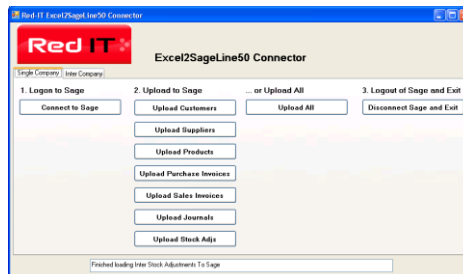 Red-IT Excel2SageLine50 Connector
Red IT
Excel2SageLine50 Connector
Single Company Inter Company
1. Logon to Sage 2. Upload to Sage ... or Upload All 3. Logout of Sage and Exit
Connect to Sage Upload Customers Upload All Disconnect Sage and Exit
Upload Suppliers
Upload Products
Upload Purchase Invoices
Upload Sales Invoices
Upload Journals
Upload Stock Adjs
Finished loading Inter Stock Adjustments To Sage